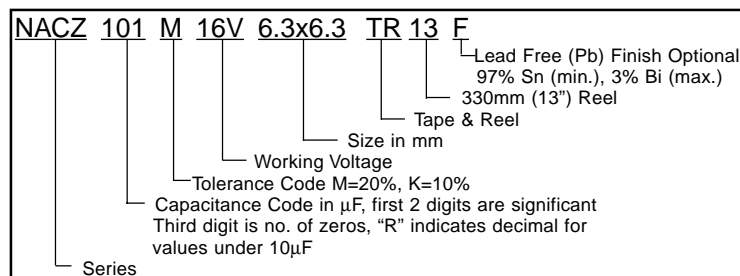 NACZ 101 M 16V 6.3x6.3 TR 13 F
Lead Free (Pb) Finish Optional
97% Sn (min.), 3% Bi (max.)
330mm (13”) Reel
Tape & Reel
Size in mm
Working Voltage
Tolerance Code M=20%, K=10%
Capacitance Code in μF, first 2 digits are significant
Third digit is no. of zeros, “R” indicates decimal for
values under 10μF
Series